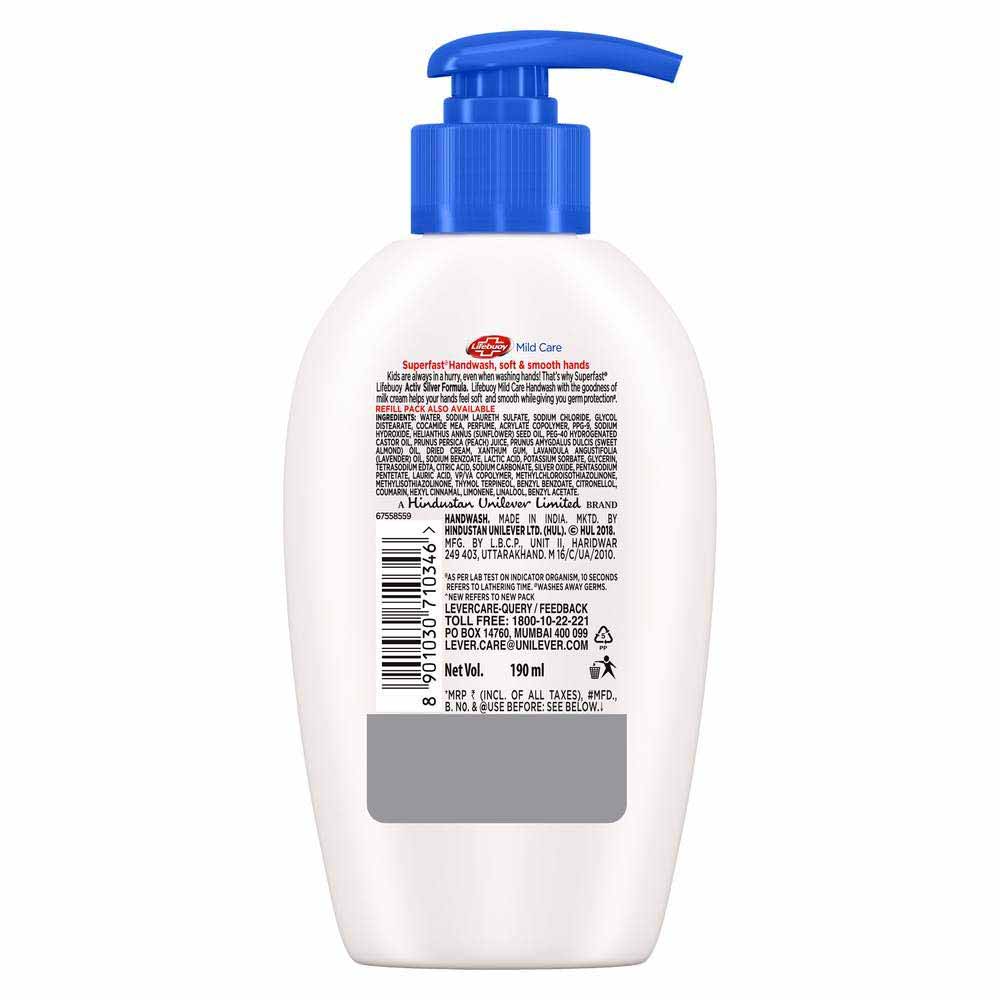 Lifebuoy Mild Care
Superfast® Handwash, soft & smooth hands
Kids are always in a hurry, even when washing hands! That's why Superfast®
Lifebuoy Activ Silver Formula. Lifebuoy Mild Care Handwash with the goodness of
milk cream helps your hands feel soft and smooth while giving you germ protection
REFILL PACK ALSO AVAILABLE
INGREDIENTS: WATER, SODIUM LAURETH SULFATE, SODIUM CHLORIDE, GLYCOL
DISTEARATE, COCAMIDE MEA, PERFUME, ACRYLATE COPOLYMER, PPG-9, SODIUM
HYDROXIDE, HELIANTHUS ANNUS (SUNFLOWER) SEED OIL, PEG-40 HYDROGENATED
CASTOR OIL, PRUNUS PERSICA (PEACH) JUICE, PRUNUS AMYGDALUS DULCIS (SWEET
ALMOND) OIL, DRIED CREAM, XANTHUM GUM, LAVANDULA ANGUSTIFOLIA
(LAVENDER) OIL, SODIUM BENZOATE, LACTIC ACID, POTASSIUM SORBATE, GLYCERIN,
TETRASODIUM EDTA, CITRIC ACID, SODIUM CARBONATE, SILVER OXIDE, PENTASODIUM
PENTETATE, LAURIC ACID, VP/VA COPOLYMER, METHYLCHLOROISOTHIAZOLINONE,
METHYLISOTHIAZOLINONE, THYMOL TERPINEOL, BENZYL BENZOATE, CITRONELLOL,
COUMARIN, HEXYL CINNAMAL, LIMONENE, LINALOOL, BENZYL ACETATE.
A Hindustan Unilever Limited BRAND
67558559
8 901030 710346 >
HANDWASH. MADE IN INDIA. MKTD. BY
HINDUSTAN UNILEVER LTD. (HUL). © HUL 2018.
MFG. BY L.B.C.P., UNIT II, HARIDWAR
249 403, UTTARAKHAND. M 16/C/UA/2010.
AS PER LAB TEST ON INDICATOR ORGANISM, 10 SECONDS
REFERS TO LATHERING TIME. WASHES AWAY GERMS.
^NEW REFERS TO NEW PACK
LEVERCARE-QUERY / FEEDBACK
TOLL FREE: 1800-10-22-221
PO BOX 14760, MUMBAI 400 099
LEVER.CARE@UNILEVER.COM
5
PP
Net Vol. 190 ml
*MRP ₹ (INCL. OF ALL TAXES), #MFD.,
B. NO. & @USE BEFORE: SEE BELOW.↓